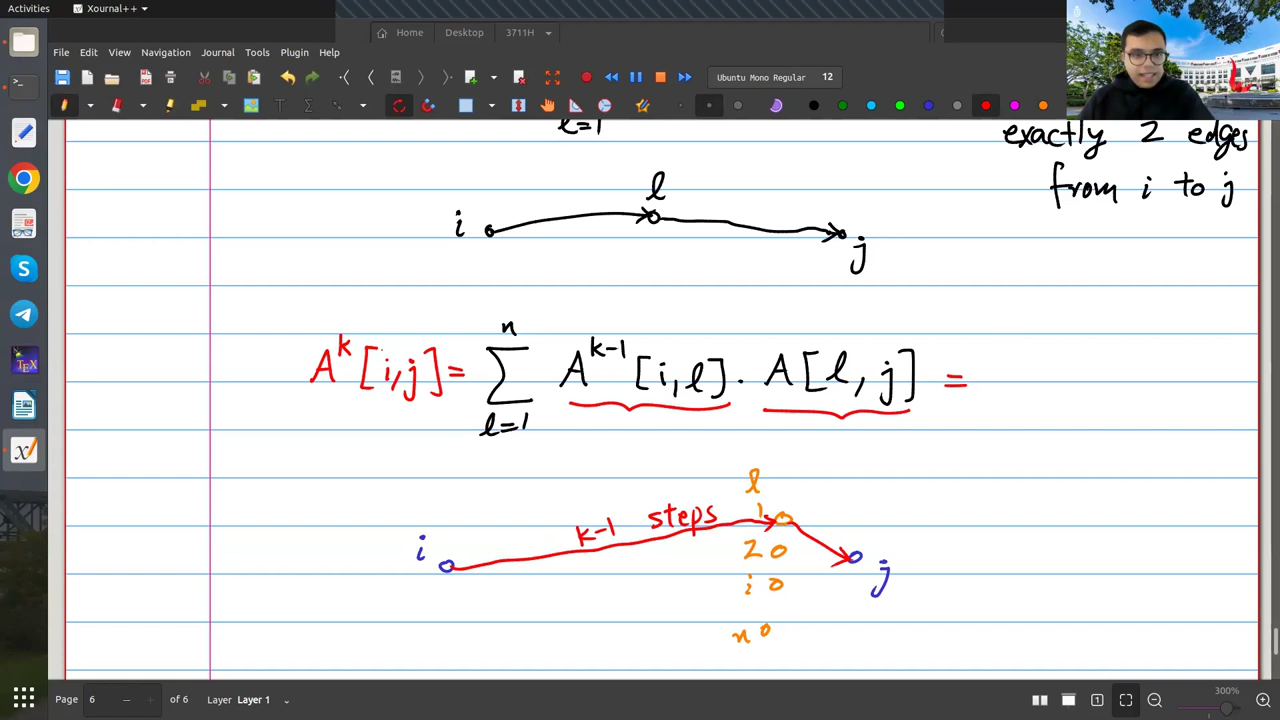 Activities
Xournal++
Home
Desktop
3711H
File Edit View Navigation Journal Tools Plugin Help
Ubuntu Mono Regular 12
l=1
exactly 2 edges
from i to j
l
i
j
n
A^k [i,j] = ∑ A^{k-1} [i,l] · A[l,j] =
l=1
l
k-1 steps 1
i
2
j
i
n
Page 6 of 6 Layer Layer 1
300%